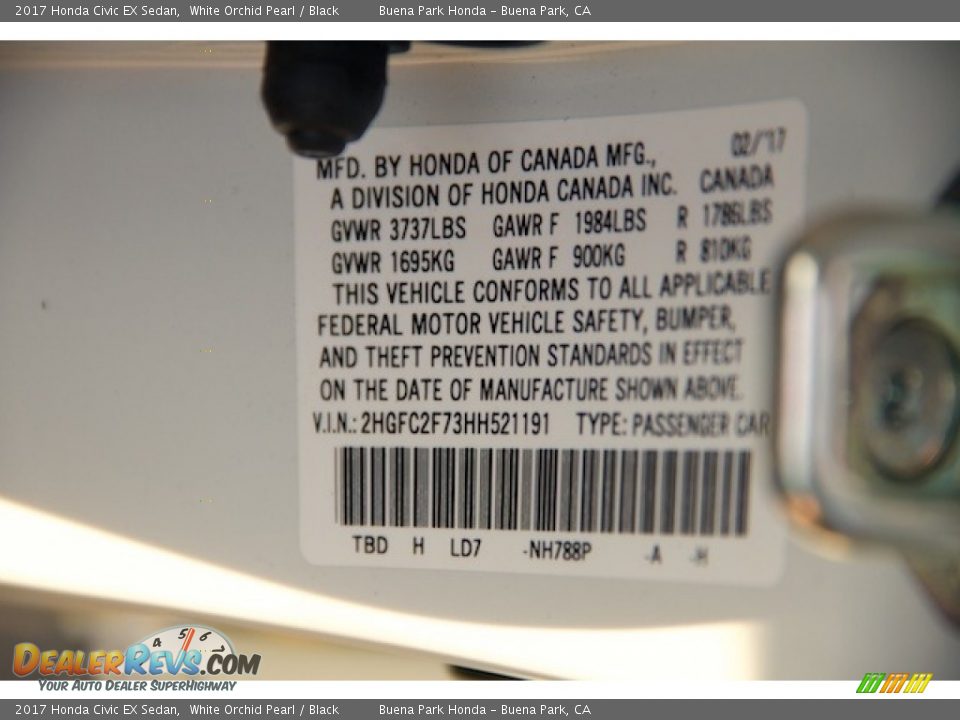 2017 Honda Civic EX Sedan, White Orchid Pearl / Black Buena Park Honda – Buena Park, CA
02/'17
MFD. BY HONDA OF CANADA MFG.,
A DIVISION OF HONDA CANADA INC. CANADA
GVWR 3737LBS GAWR F 1984LBS R 1786LBS
GVWR 1695KG GAWR F 900KG R 810KG
THIS VEHICLE CONFORMS TO ALL APPLICABLE
FEDERAL MOTOR VEHICLE SAFETY, BUMPER,
AND THEFT PREVENTION STANDARDS IN EFFECT
ON THE DATE OF MANUFACTURE SHOWN ABOVE.
V.I.N.: 2HGFC2F73HH521191 TYPE: PASSENGER CAR
TBD H LD7 -NH788P -A -H
4 5 6
DEALERREVS.COM
YOUR AUTO DEALER SUPERHIGHWAY
2017 Honda Civic EX Sedan, White Orchid Pearl / Black Buena Park Honda – Buena Park, CA